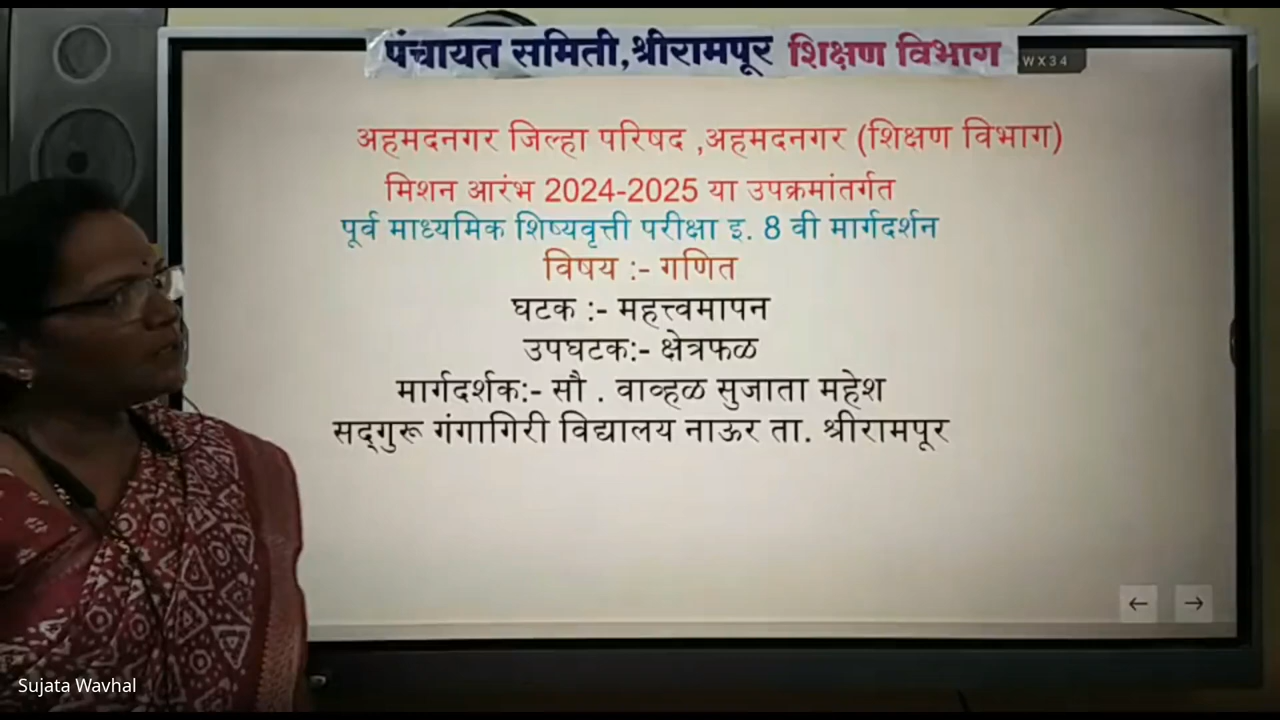 पंचायत समिती,श्रीरामपूर शिक्षण विभाग
WX34
अहमदनगर जिल्हा परिषद ,अहमदनगर (शिक्षण विभाग)
मिशन आरंभ 2024-2025 या उपक्रमांतर्गत
पूर्व माध्यमिक शिष्यवृत्ती परीक्षा इ. 8 वी मार्गदर्शन
विषय :- गणित
घटक :- महत्त्वमापन
उपघटक:- क्षेत्रफळ
मार्गदर्शक:- सौ . वाव्हळ सुजाता महेश
सद्‌गुरू गंगागिरी विद्यालय नाऊर ता. श्रीरामपूर
Sujata Wavhal